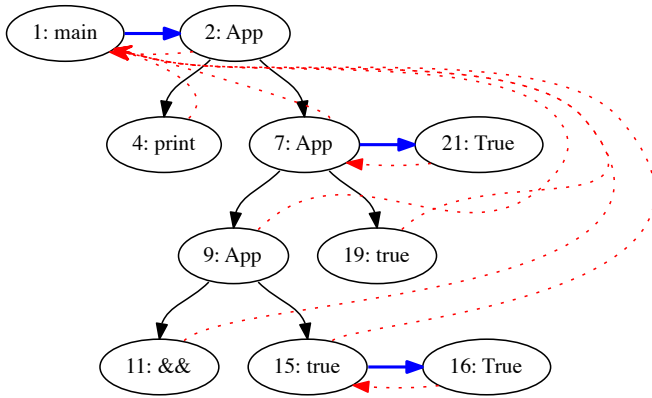 1: main
2: App
4: print
7: App
21: True
9: App
19: true
11: &&
15: true
16: True